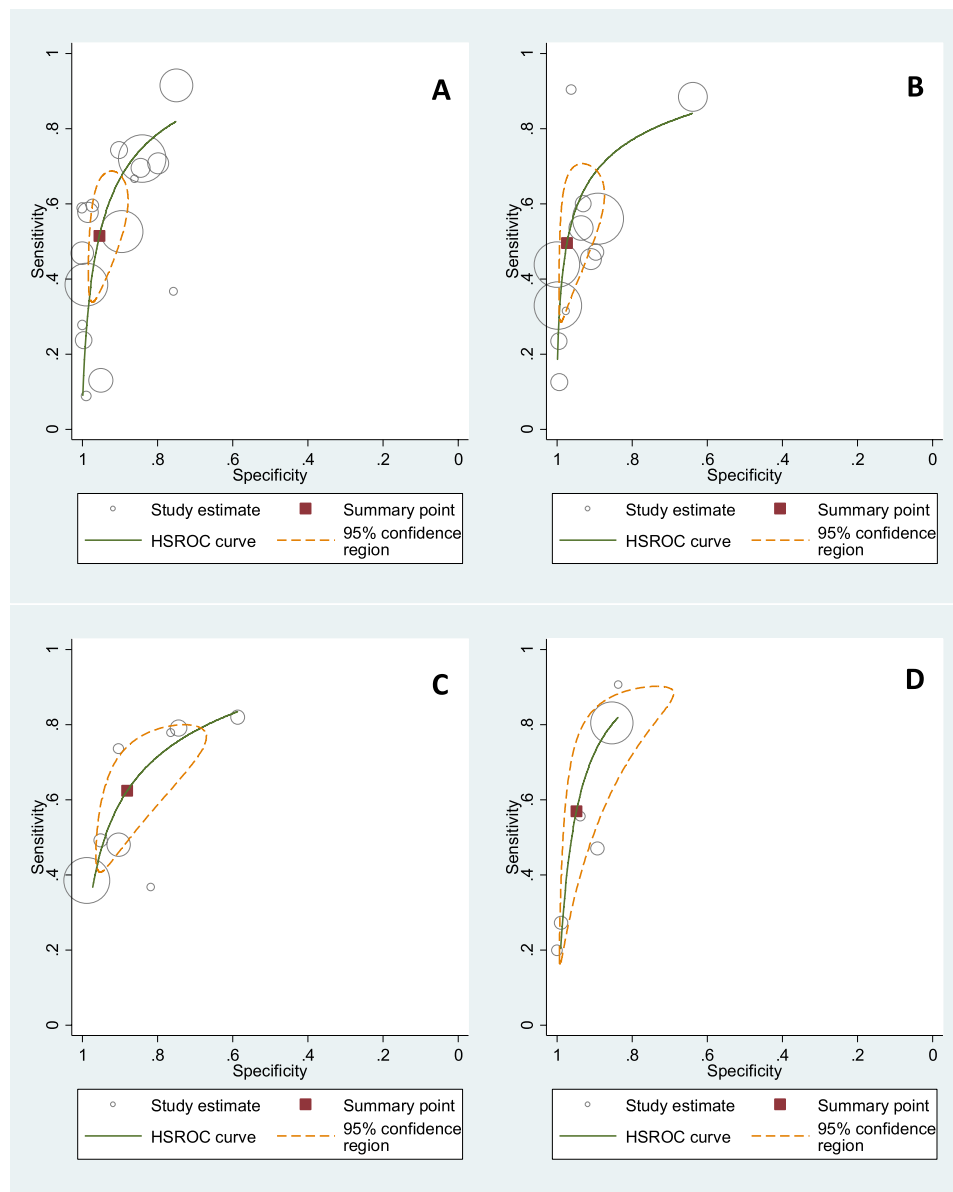 A
Sensitivity
0 .2 .4 .6 .8 1
1 .8 .6 .4 .2 0
Specificity
Study estimate Summary point
HSROC curve 95% confidence
region
B
Sensitivity
0 .2 .4 .6 .8 1
1 .8 .6 .4 .2 0
Specificity
Study estimate Summary point
HSROC curve 95% confidence
region
C
Sensitivity
0 .2 .4 .6 .8 1
1 .8 .6 .4 .2 0
Specificity
Study estimate Summary point
HSROC curve 95% confidence
region
D
Sensitivity
0 .2 .4 .6 .8 1
1 .8 .6 .4 .2 0
Specificity
Study estimate Summary point
HSROC curve 95% confidence
region